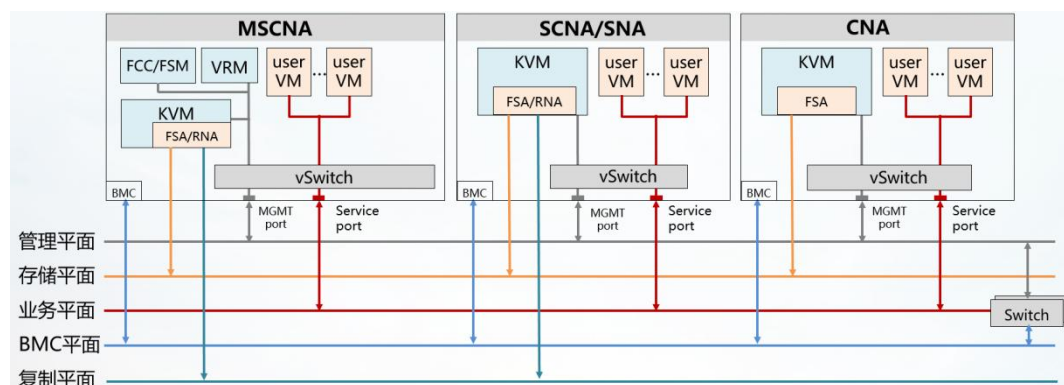 MSCNA
FCC/FSM
VRM
user
VM
...
user
VM
KVM
FSA/RNA
vSwitch
BMC
MGMT
port
Service
port
SCNA/SNA
KVM
FSA/RNA
user
VM
...
user
VM
vSwitch
BMC
MGMT
port
Service
port
CNA
KVM
FSA
user
VM
...
user
VM
vSwitch
BMC
MGMT
port
Service
port
管理平面
存储平面
业务平面
Switch
BMC平面
复制平面